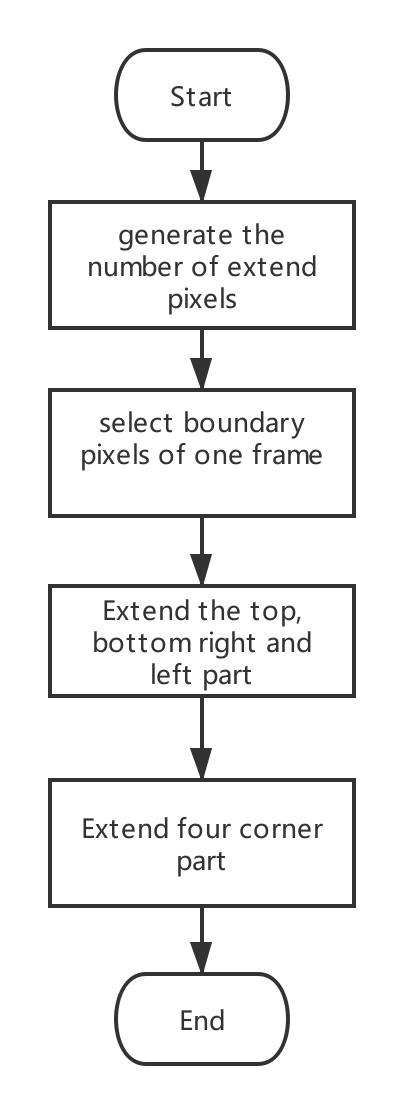 Start
generate the
number of extend
pixels
select boundary
pixels of one frame
Extend the top,
bottom right and
left part
Extend four corner
part
End